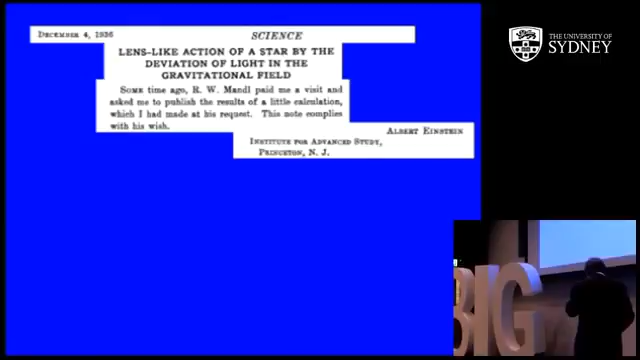 DECEMBER 4, 1936 SCIENCE
LENS-LIKE ACTION OF A STAR BY THE
DEVIATION OF LIGHT IN THE
GRAVITATIONAL FIELD
SOME time ago, R. W. Mandl paid me a visit and
asked me to publish the results of a little calculation,
which I had made at his request. This note complies
with his wish.
ALBERT EINSTEIN
INSTITUTE FOR ADVANCED STUDY,
PRINCETON, N. J.
THE UNIVERSITY OF
SYDNEY
BIG